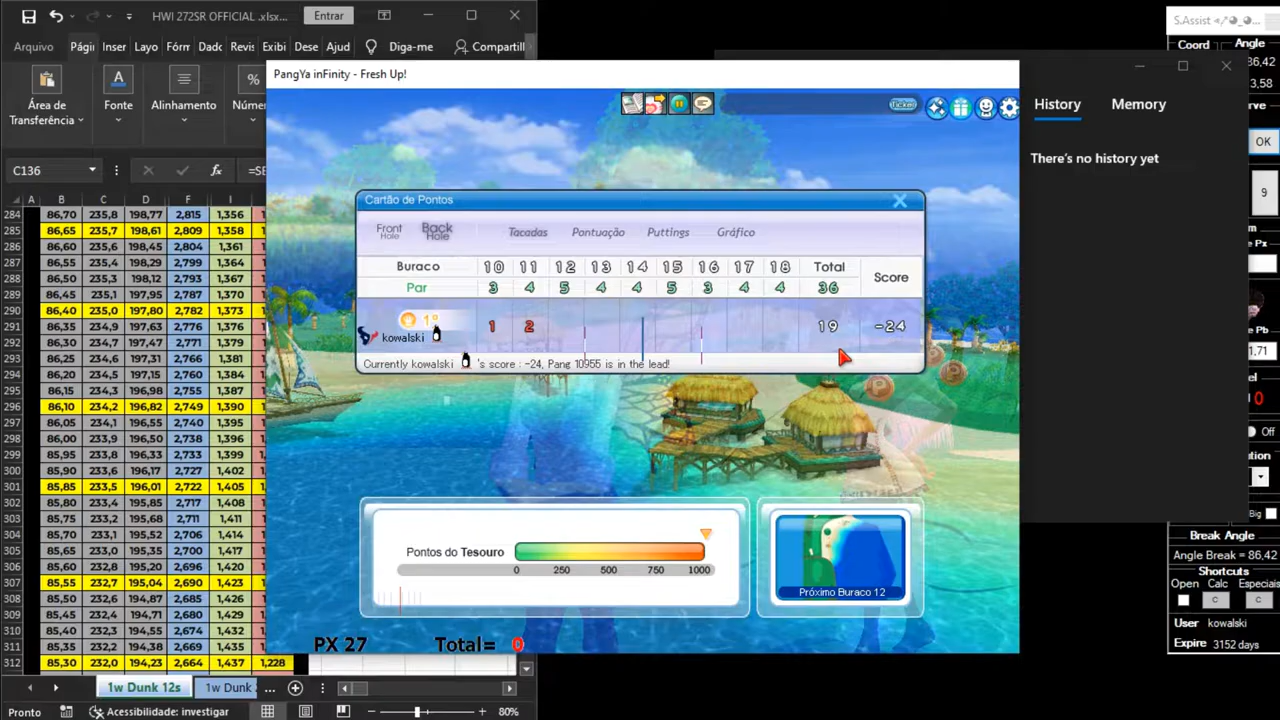 HWI 272SR OFFICIAL .xlsx...
Entrar
Arquivo Pági Inser Layo Fórm Dado Revis Exibi Dese Ajud Diga-me Compartill
Área de Transferência
Fonte
Alinhamento
Númer
%
C136
fx
A B C D F I
284 86,70 235,8 198,77 2,815 1,356
285 86,65 235,7 198,61 2,809 1,358
286 86,60 235,6 198,45 2,804 1,361
287 86,55 235,4 198,29 2,799 1,364
288 86,50 235,3 198,12 2,793 1,367
289 86,45 235,1 197,95 2,787 1,370
290 86,40 235,0 197,80 2,782 1,373
291 86,35 234,9 197,64 2,776 1,376
292 86,30 234,7 197,47 2,771 1,379
293 86,25 234,6 197,31 2,766 1,382
294 86,20 234,5 197,15 2,760 1,384
295 86,15 234,3 196,98 2,755 1,387
296 86,10 234,2 196,82 2,749 1,390
297 86,05 234,1 196,55 2,740 1,395
298 86,00 233,9 196,50 2,738 1,396
299 85,95 233,8 196,33 2,733 1,399
300 85,90 233,6 196,17 2,727 1,402
301 85,85 233,5 196,01 2,722 1,405
302 85,80 233,4 195,85 2,717 1,408
303 85,75 233,2 195,68 2,711 1,411
304 85,70 233,1 195,52 2,706 1,414
305 85,65 233,0 195,35 2,700 1,417
306 85,60 232,8 195,20 2,696 1,420
307 85,55 232,7 195,04 2,690 1,423
308 85,50 232,6 194,87 2,685 1,426
309 85,45 232,4 194,71 2,680 1,428
310 85,40 232,3 194,55 2,674 1,432
311 85,35 232,2 194,38 2,669 1,434
312 85,30 232,0 194,23 2,664 1,437 1,228
1w Dunk 12s
1w Dunk
...
Pronto
Acessibilidade: investigar
80%
PangYa inFinity - Fresh Up!
Ticker
Cartão de Pontos
Front Hole
Back Hole
Tacadas Pontuação Puttings Gráfico
Buraco 10 11 12 13 14 15 16 17 18 Total Score
Par 3 4 5 4 4 5 3 4 4 36
1º
kowalski 1 2 19 -24
Currently kowalski 's score : -24, Pang 10955 is in the lead!
Pontos do Tesouro
0 250 500 750 1000
Próximo Buraco 12
PX 27 Total= 0
History Memory
There's no history yet
S.Assist
Coord Angle
86,42
3,58
OK
9
Px
Pb
1,71
0
Off
Big
Break Angle
Angle Break = 86,42
Shortcuts
Open Calc Especiais
C C
User kowalski
Expire 3152 days